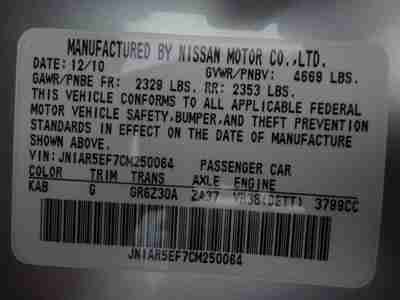 MANUFACTURED BY NISSAN MOTOR CO.,LTD.
DATE: 12/10 GVWR/PNBV: 4669 LBS.
GAWR/PNBE FR: 2329 LBS. RR: 2353 LBS.
THIS VEHICLE CONFORMS TO ALL APPLICABLE FEDERAL
MOTOR VEHICLE SAFETY,BUMPER,AND THEFT PREVENTION
STANDARDS IN EFFECT ON THE DATE OF MANUFACTURE
SHOWN ABOVE.
VIN: JN1AR5EF7CM250064 PASSENGER CAR
COLOR TRIM TRANS AXLE ENGINE
KAB G GR6Z30A 2A37 VR38(DETT) 3799CC
JN1AR5EF7CM250064